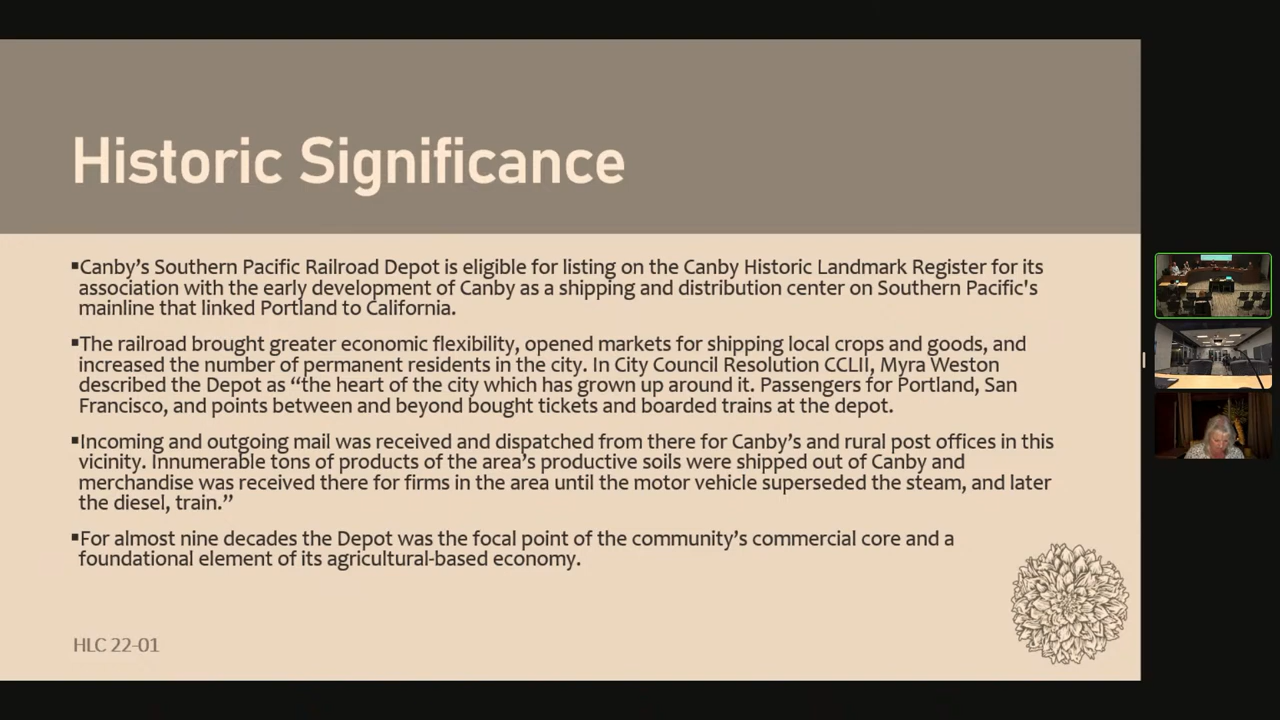 Historic Significance
▪Canby’s Southern Pacific Railroad Depot is eligible for listing on the Canby Historic Landmark Register for its
association with the early development of Canby as a shipping and distribution center on Southern Pacific's
mainline that linked Portland to California.
▪The railroad brought greater economic flexibility, opened markets for shipping local crops and goods, and
increased the number of permanent residents in the city. In City Council Resolution CCLII, Myra Weston
described the Depot as “the heart of the city which has grown up around it. Passengers for Portland, San
Francisco, and points between and beyond bought tickets and boarded trains at the depot.
▪Incoming and outgoing mail was received and dispatched from there for Canby’s and rural post offices in this
vicinity. Innumerable tons of products of the area’s productive soils were shipped out of Canby and
merchandise was received there for firms in the area until the motor vehicle superseded the steam, and later
the diesel, train.”
▪For almost nine decades the Depot was the focal point of the community’s commercial core and a
foundational element of its agricultural-based economy.
HLC 22-01